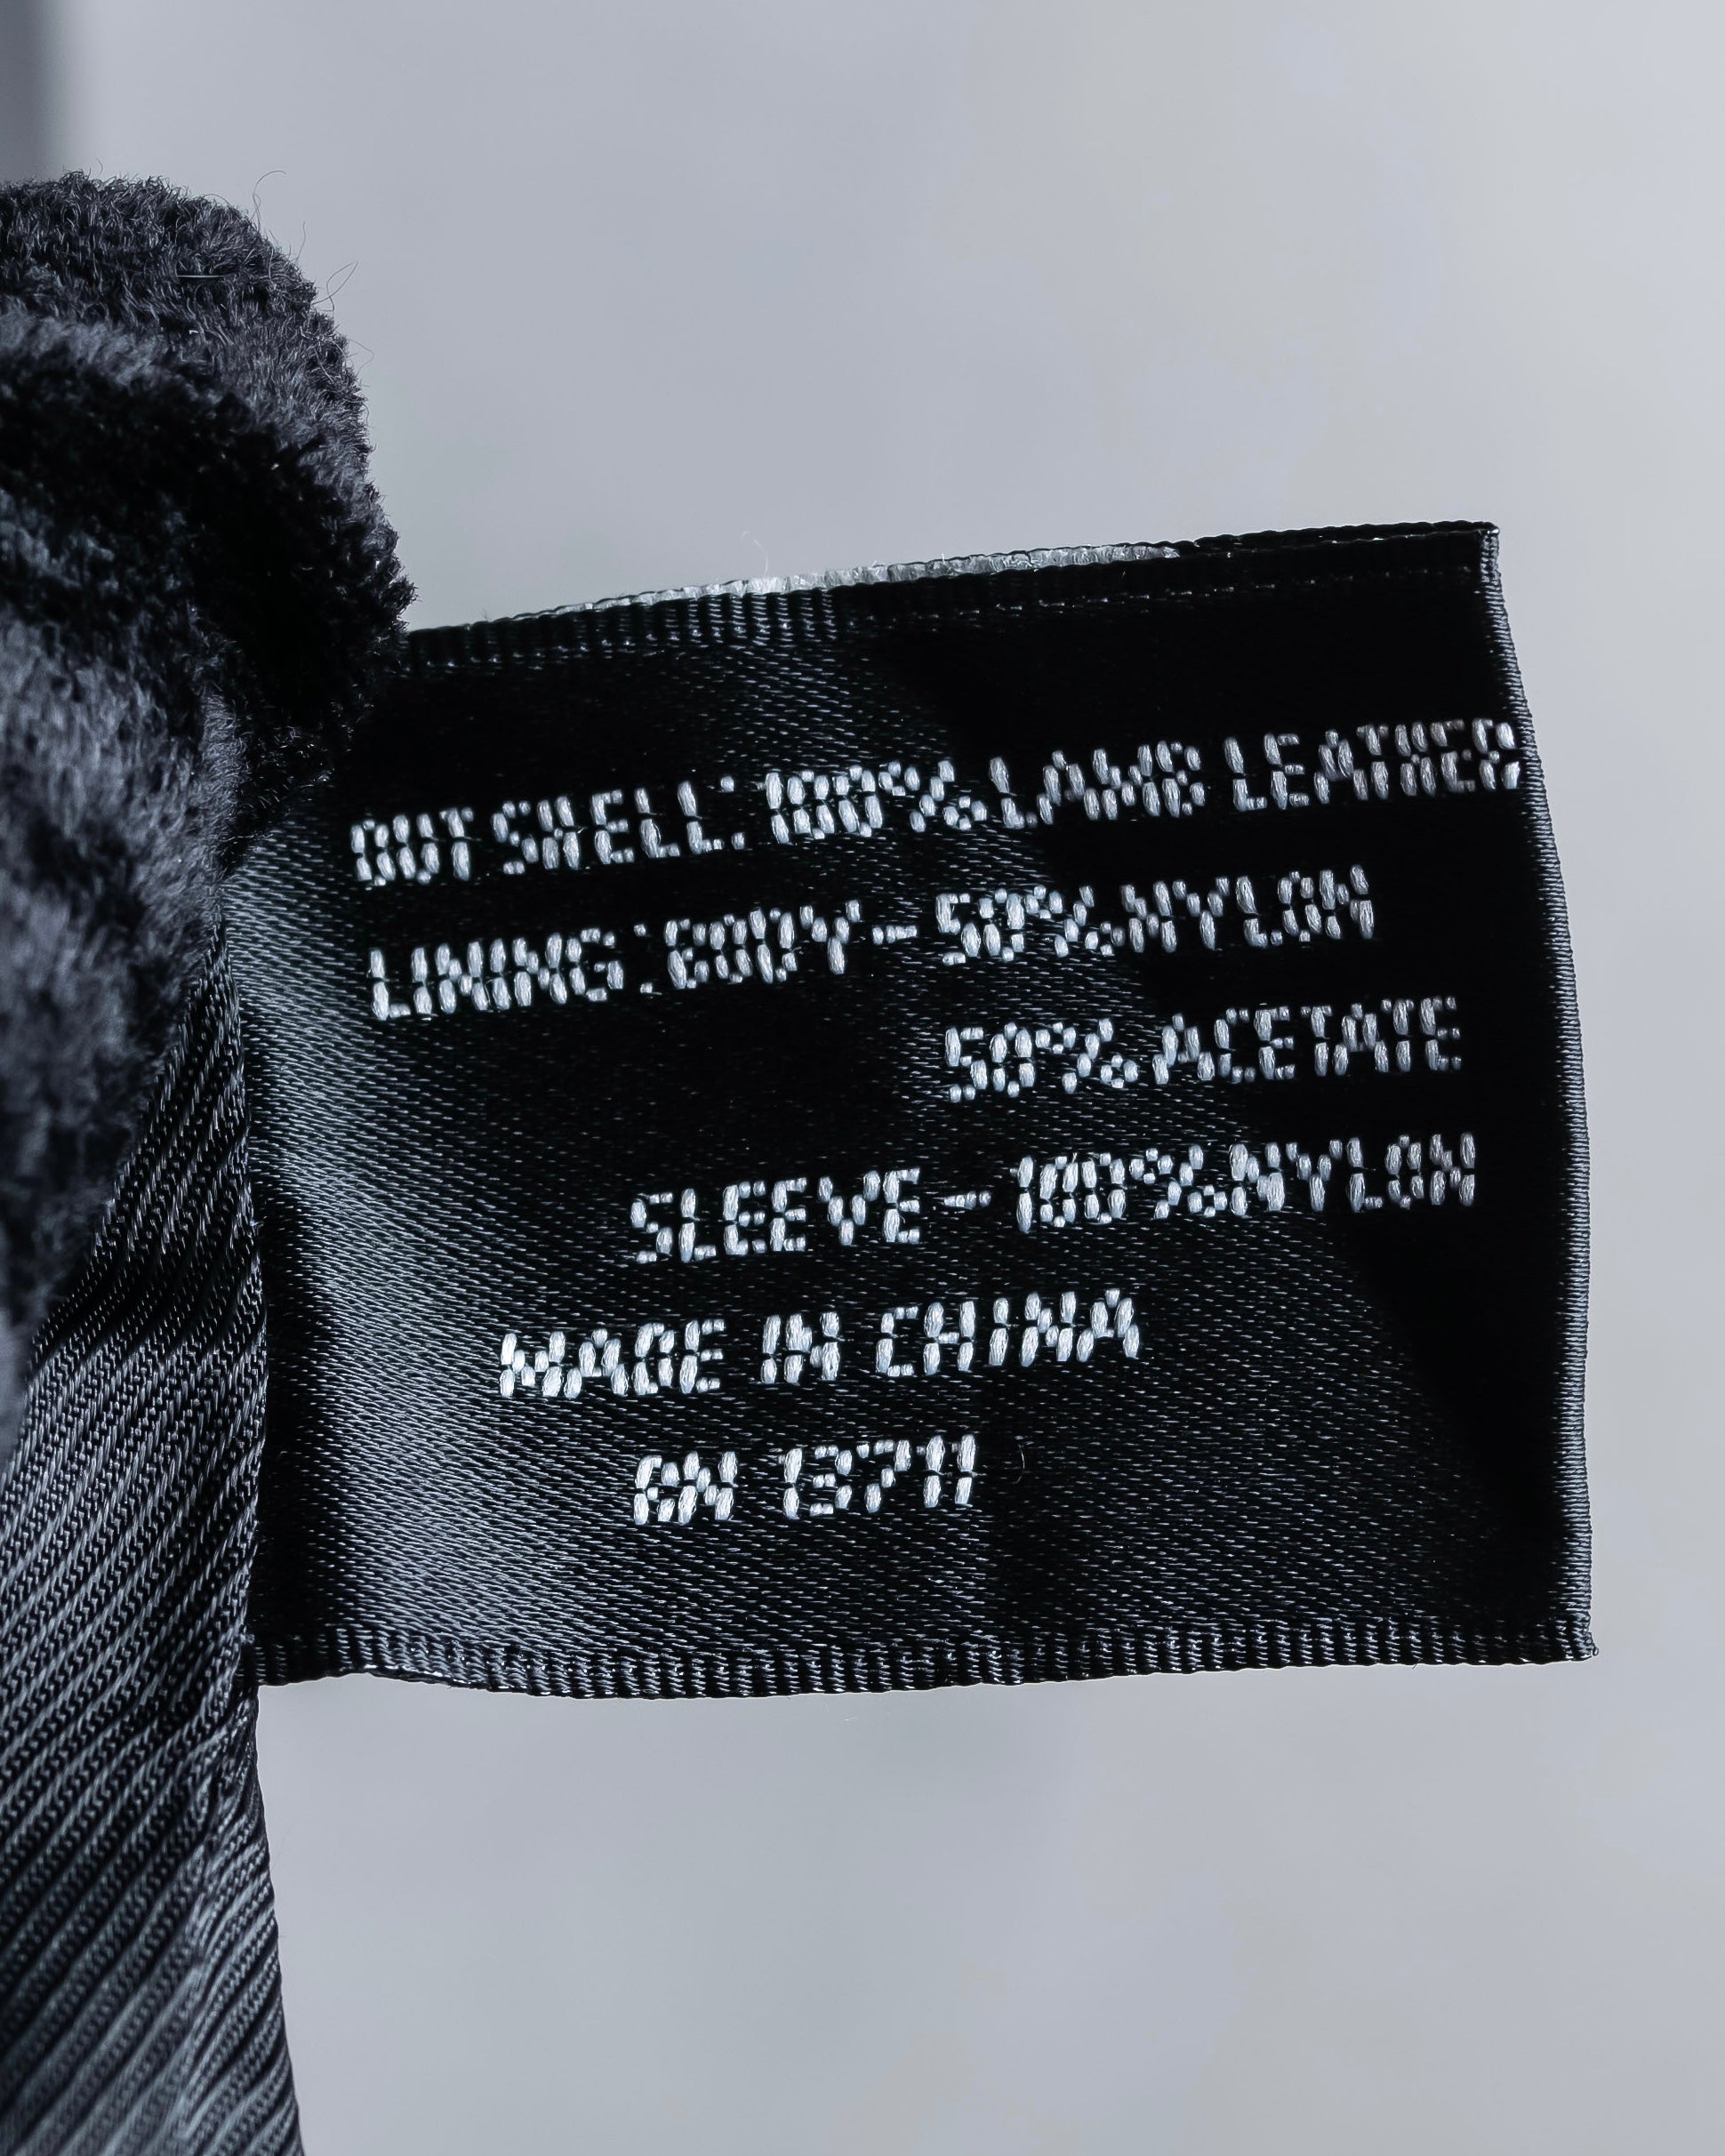 OUT SHELL: 100% LAMB LEATHER
LINING: BODY - 50% NYLON
50% ACETATE
SLEEVE - 100% NYLON
MADE IN CHINA
RN 13711